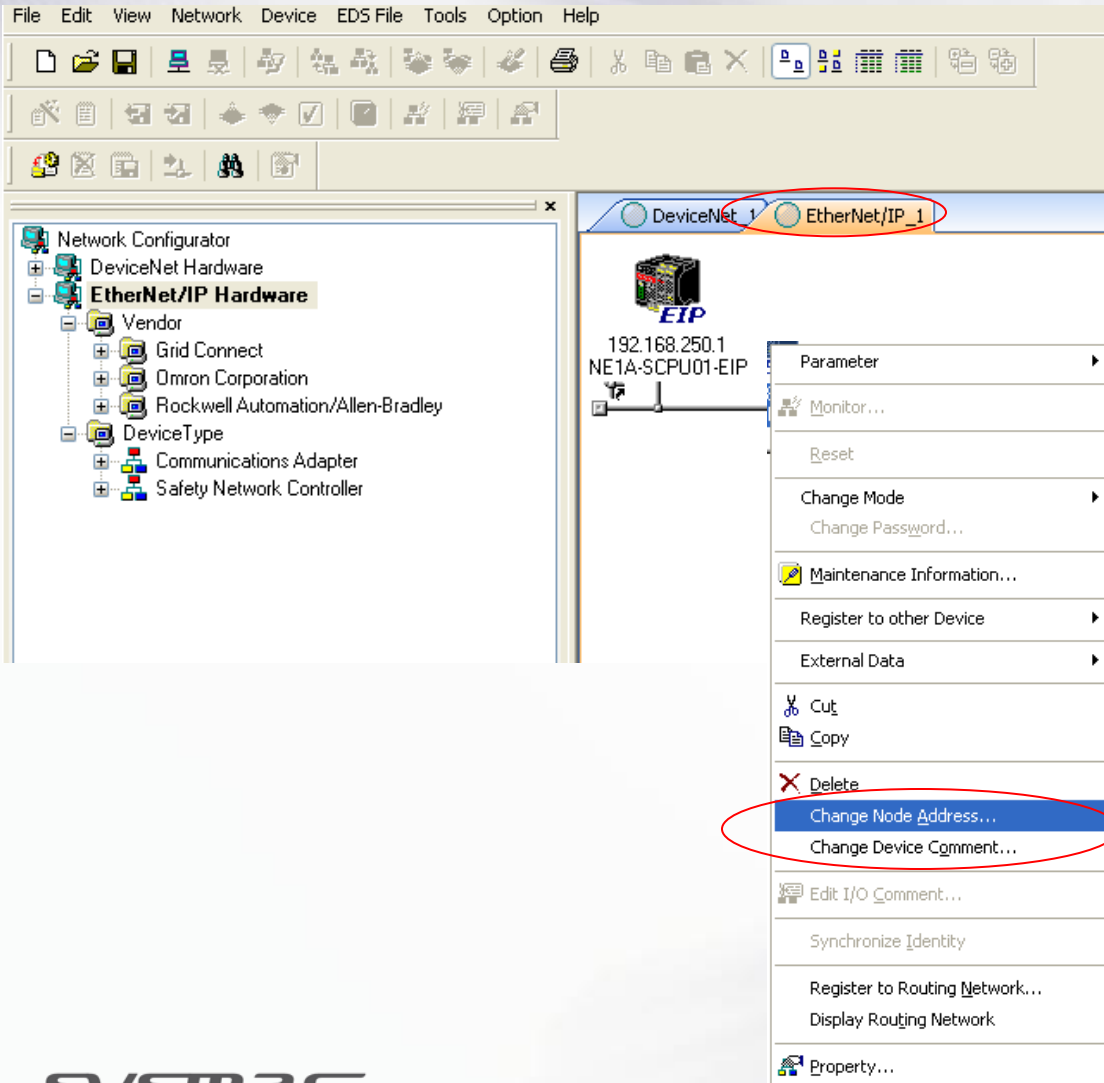 File Edit View Network Device EDS File Tools Option Help
Network Configurator
DeviceNet Hardware
EtherNet/IP Hardware
Vendor
Grid Connect
Omron Corporation
Rockwell Automation/Allen-Bradley
DeviceType
Communications Adapter
Safety Network Controller
DeviceNet_1 EtherNet/IP_1
EIP
192.168.250.1
NE1A-SCPU01-EIP
Parameter
Monitor...
Reset
Change Mode
Change Password...
Maintenance Information...
Register to other Device
External Data
Cut
Copy
Delete
Change Node Address...
Change Device Comment...
Edit I/O Comment...
Synchronize Identity
Register to Routing Network...
Display Routing Network
Property...